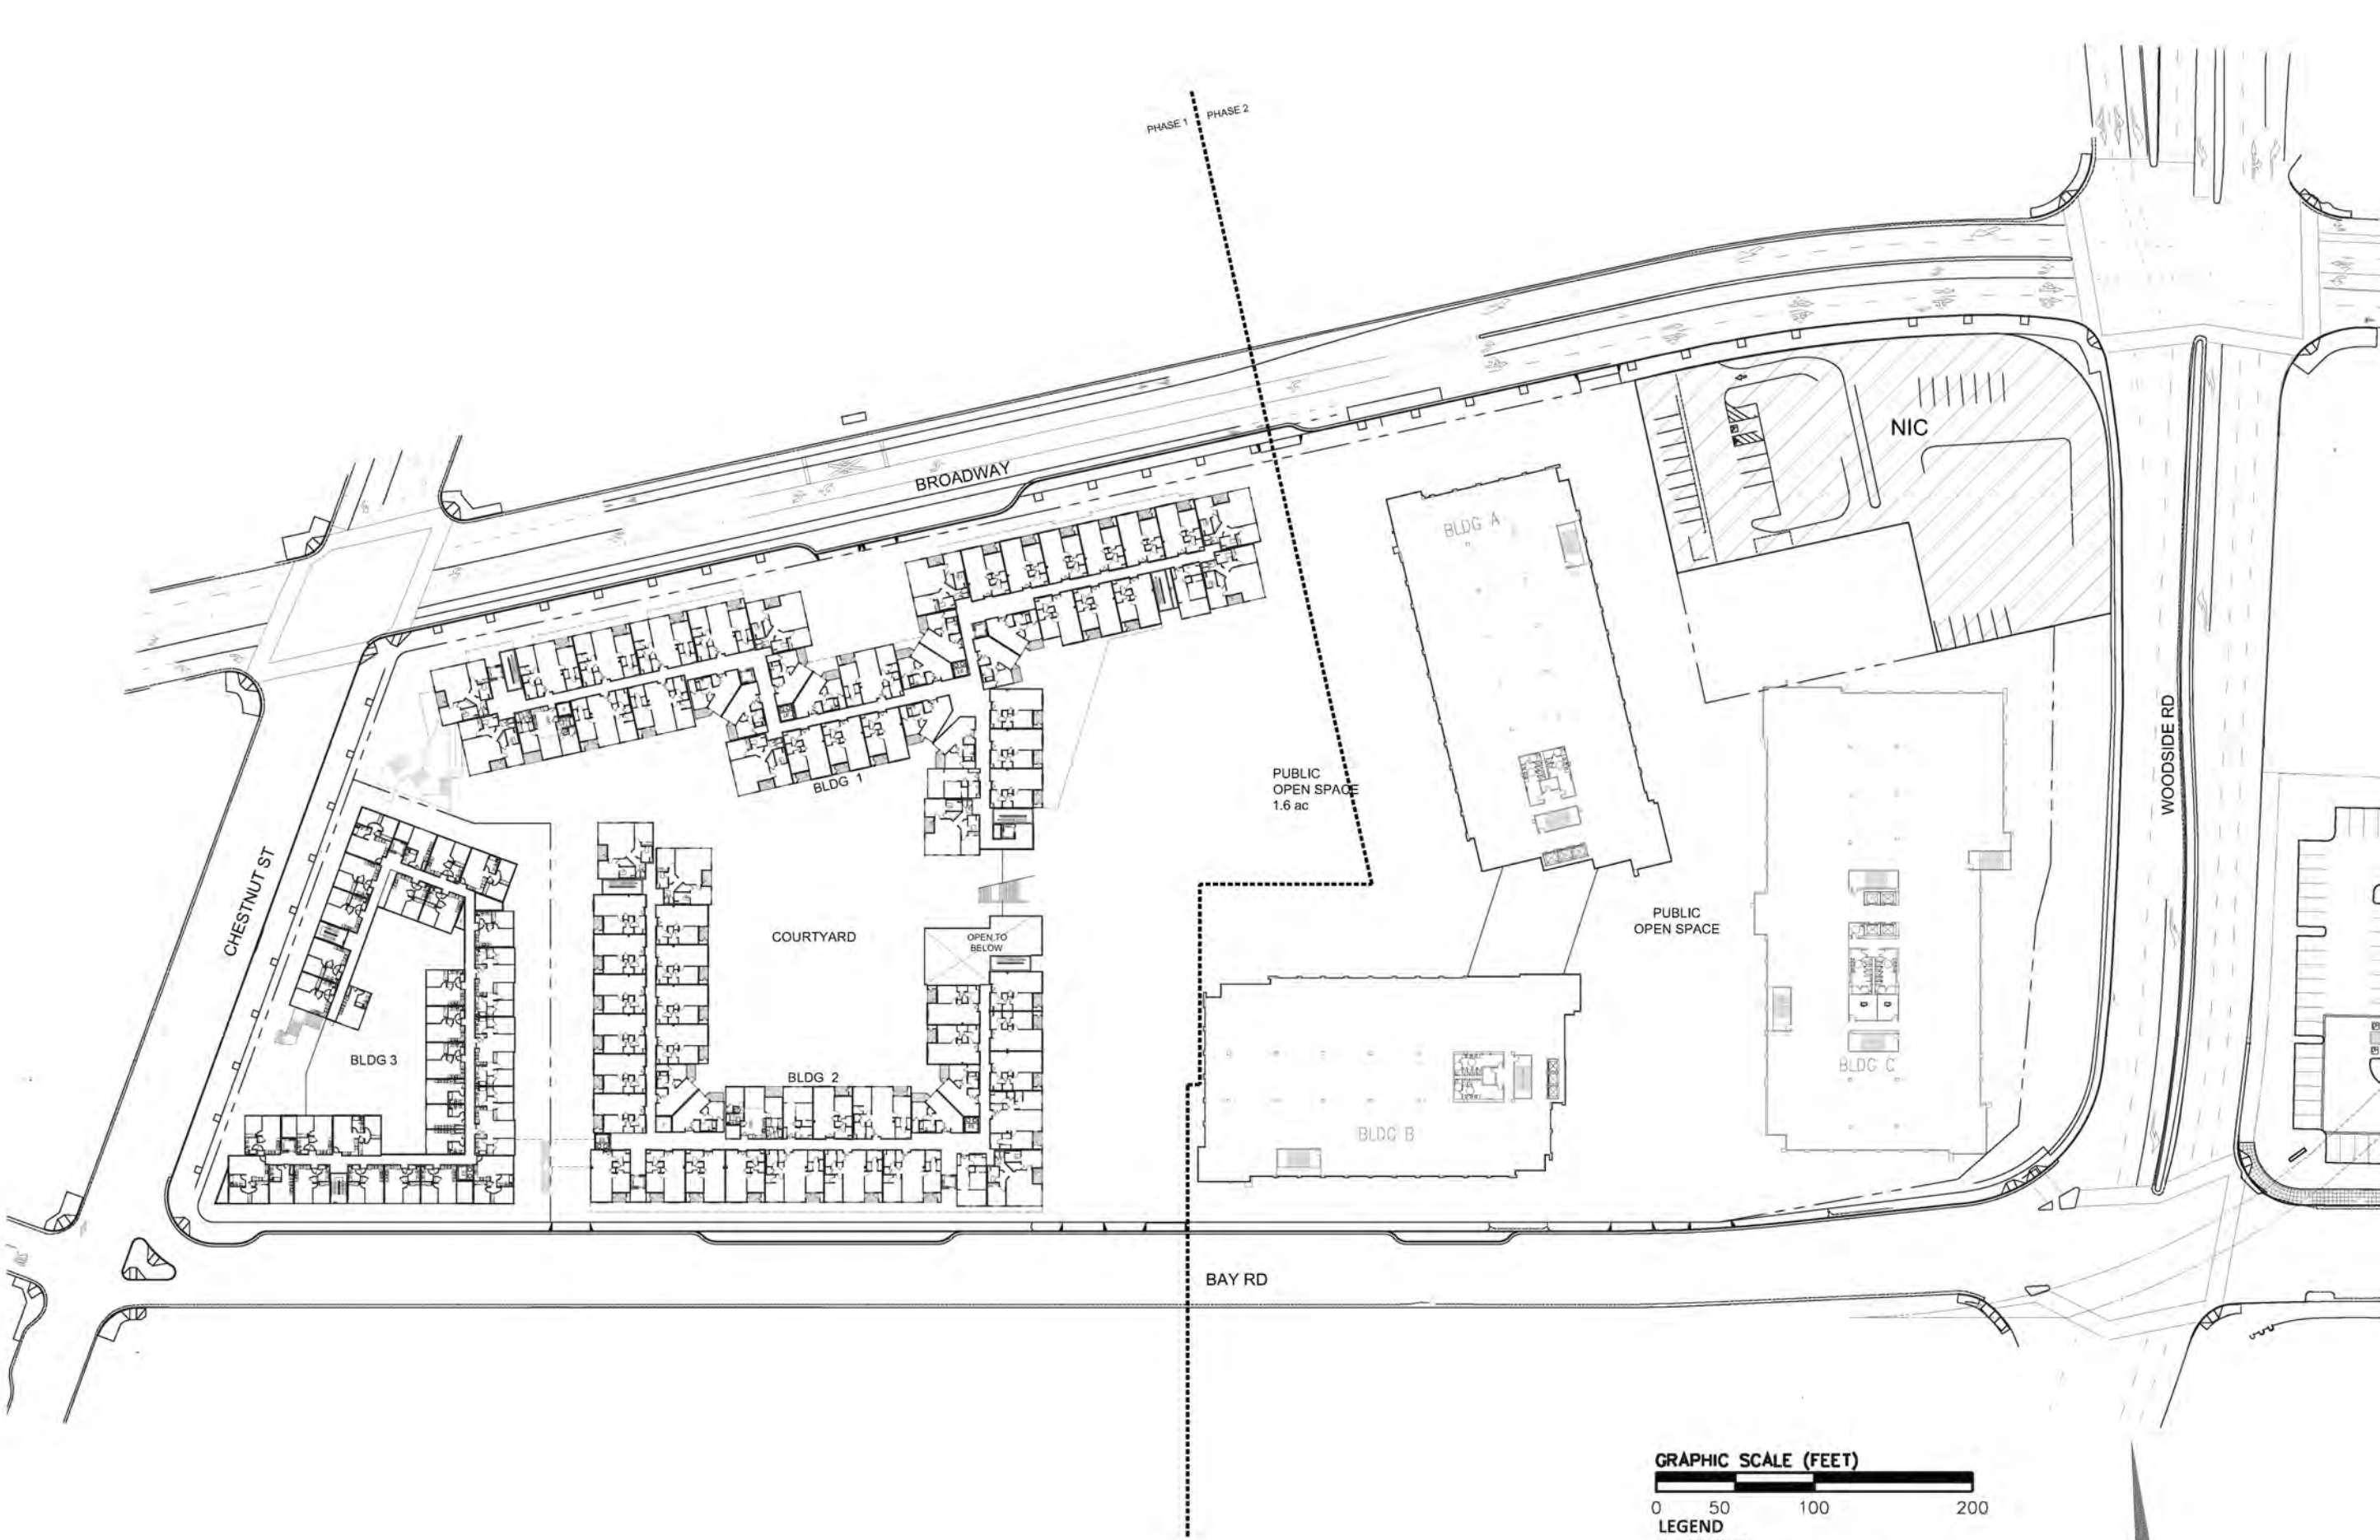 PHASE 1
PHASE 2
BROADWAY
NIC
BLDG A
WOODSIDE RD
PUBLIC
OPEN SPACE
1.6 ac
BLDG 1
CHESTNUT ST
COURTYARD
OPEN TO
BELOW
PUBLIC
OPEN SPACE
BLDG 3
BLDG 2
BLDG C
BLDG B
BAY RD
GRAPHIC SCALE (FEET)
0 50 100 200
LEGEND